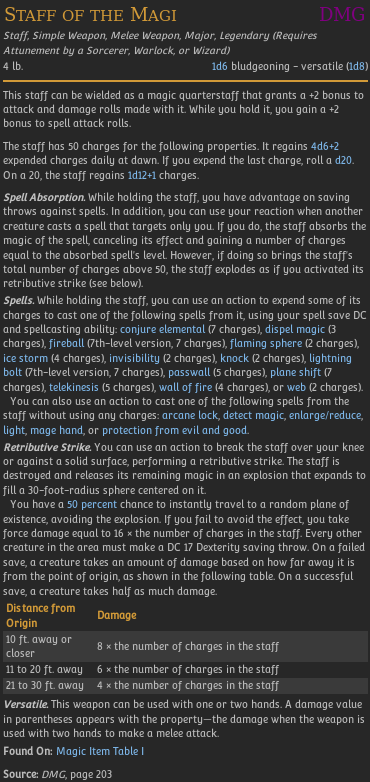 STAFF OF THE MAGI DMG
Staff, Simple Weapon, Melee Weapon, Major, Legendary (Requires
Attunement by a Sorcerer, Warlock, or Wizard)
4 lb. 1d6 bludgeoning - versatile (1d8)
This staff can be wielded as a magic quarterstaff that grants a +2 bonus to
attack and damage rolls made with it. While you hold it, you gain a +2
bonus to spell attack rolls.
The staff has 50 charges for the following properties. It regains 4d6+2
expended charges daily at dawn. If you expend the last charge, roll a d20.
On a 20, the staff regains 1d12+1 charges.
Spell Absorption. While holding the staff, you have advantage on saving
throws against spells. In addition, you can use your reaction when another
creature casts a spell that targets only you. If you do, the staff absorbs the
magic of the spell, canceling its effect and gaining a number of charges
equal to the absorbed spell's level. However, if doing so brings the staff's
total number of charges above 50, the staff explodes as if you activated its
retributive strike (see below).
Spells. While holding the staff, you can use an action to expend some of its
charges to cast one of the following spells from it, using your spell save DC
and spellcasting ability: conjure elemental (7 charges), dispel magic (3
charges), fireball (7th-level version, 7 charges), flaming sphere (2 charges),
ice storm (4 charges), invisibility (2 charges), knock (2 charges), lightning
bolt (7th-level version, 7 charges), passwall (5 charges), plane shift (7
charges), telekinesis (5 charges), wall of fire (4 charges), or web (2 charges).
You can also use an action to cast one of the following spells from the
staff without using any charges: arcane lock, detect magic, enlarge/reduce,
light, mage hand, or protection from evil and good.
Retributive Strike. You can use an action to break the staff over your knee
or against a solid surface, performing a retributive strike. The staff is
destroyed and releases its remaining magic in an explosion that expands to
fill a 30-foot-radius sphere centered on it.
You have a 50 percent chance to instantly travel to a random plane of
existence, avoiding the explosion. If you fail to avoid the effect, you take
force damage equal to 16 × the number of charges in the staff. Every other
creature in the area must make a DC 17 Dexterity saving throw. On a failed
save, a creature takes an amount of damage based on how far away it is
from the point of origin, as shown in the following table. On a successful
save, a creature takes half as much damage.
Distance from
Origin
Damage
10 ft. away or
closer
8 × the number of charges in the staff
11 to 20 ft. away 6 × the number of charges in the staff
21 to 30 ft. away 4 × the number of charges in the staff
Versatile. This weapon can be used with one or two hands. A damage value
in parentheses appears with the property—the damage when the weapon is
used with two hands to make a melee attack.
Found On: Magic Item Table I
Source: DMG, page 203